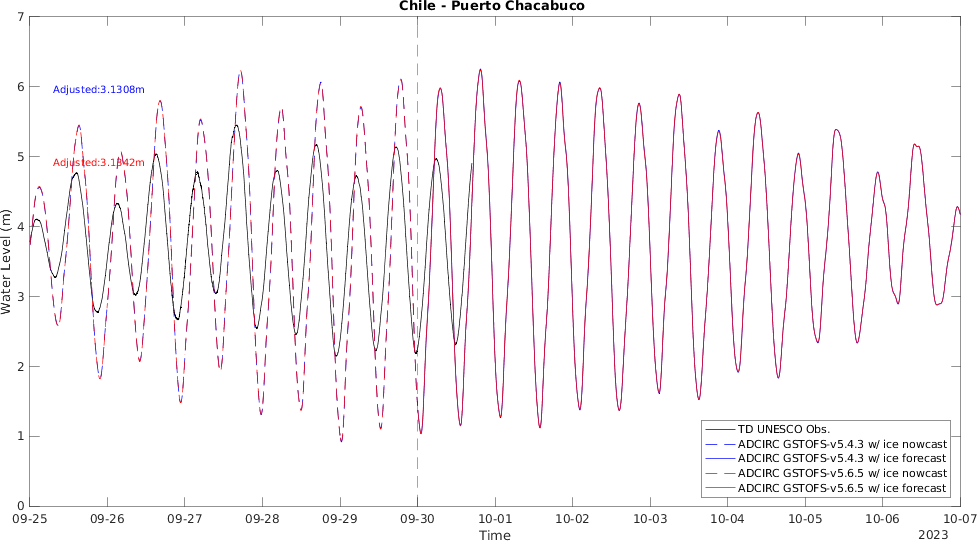 Chile - Puerto Chacabuco
Water Level (m)
7
6
5
4
3
2
1
0
Adjusted:3.1308m
Adjusted:3.1342m
TD UNESCO Obs.
ADCIRC GSTOFS-v5.4.3 w/ ice nowcast
ADCIRC GSTOFS-v5.4.3 w/ ice forecast
ADCIRC GSTOFS-v5.6.5 w/ ice nowcast
ADCIRC GSTOFS-v5.6.5 w/ ice forecast
09-25 09-26 09-27 09-28 09-29 09-30 10-01 10-02 10-03 10-04 10-05 10-06 10-07
Time
2023